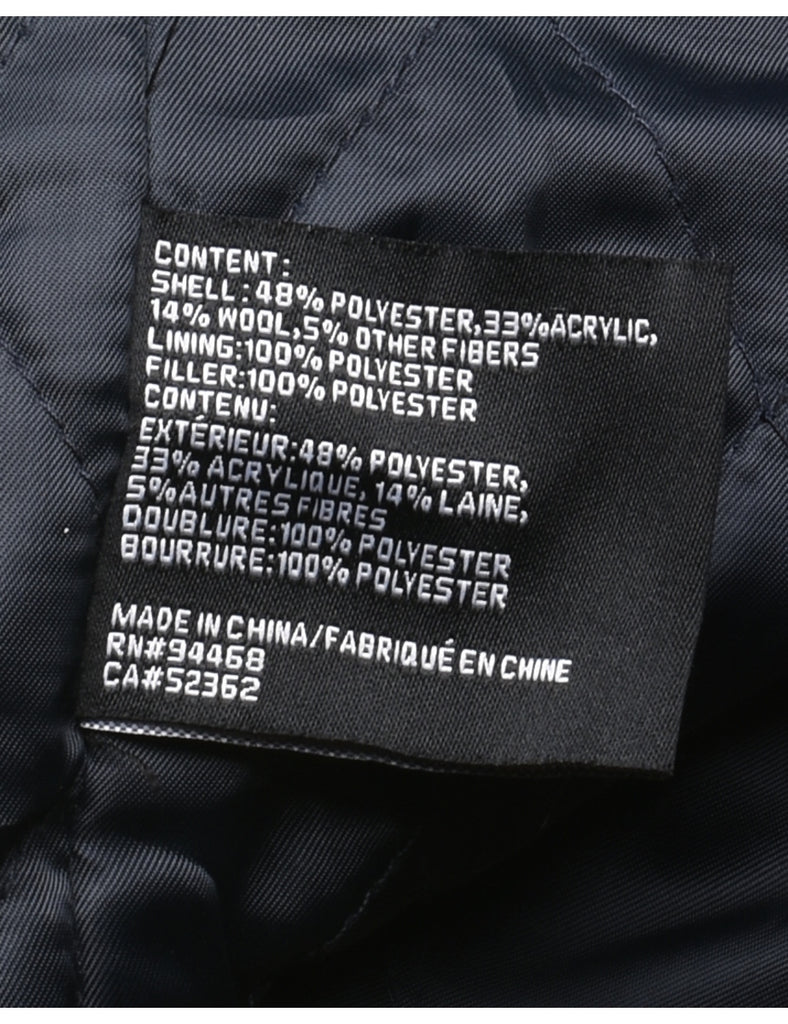 CONTENT:
SHELL:48% POLYESTER,33%ACRYLIC,
14% WOOL,5% OTHER FIBERS
LINING:100% POLYESTER
FILLER:100% POLYESTER
CONTENU:
EXTÉRIEUR:48% POLYESTER,
33% ACRYLIQUE, 14% LAINE,
5%AUTRES FIBRES
DOUBLURE:100% POLYESTER
BOURRURE:100% POLYESTER
MADE IN CHINA/FABRIQUÉ EN CHINE
RN#94468
CA#52362